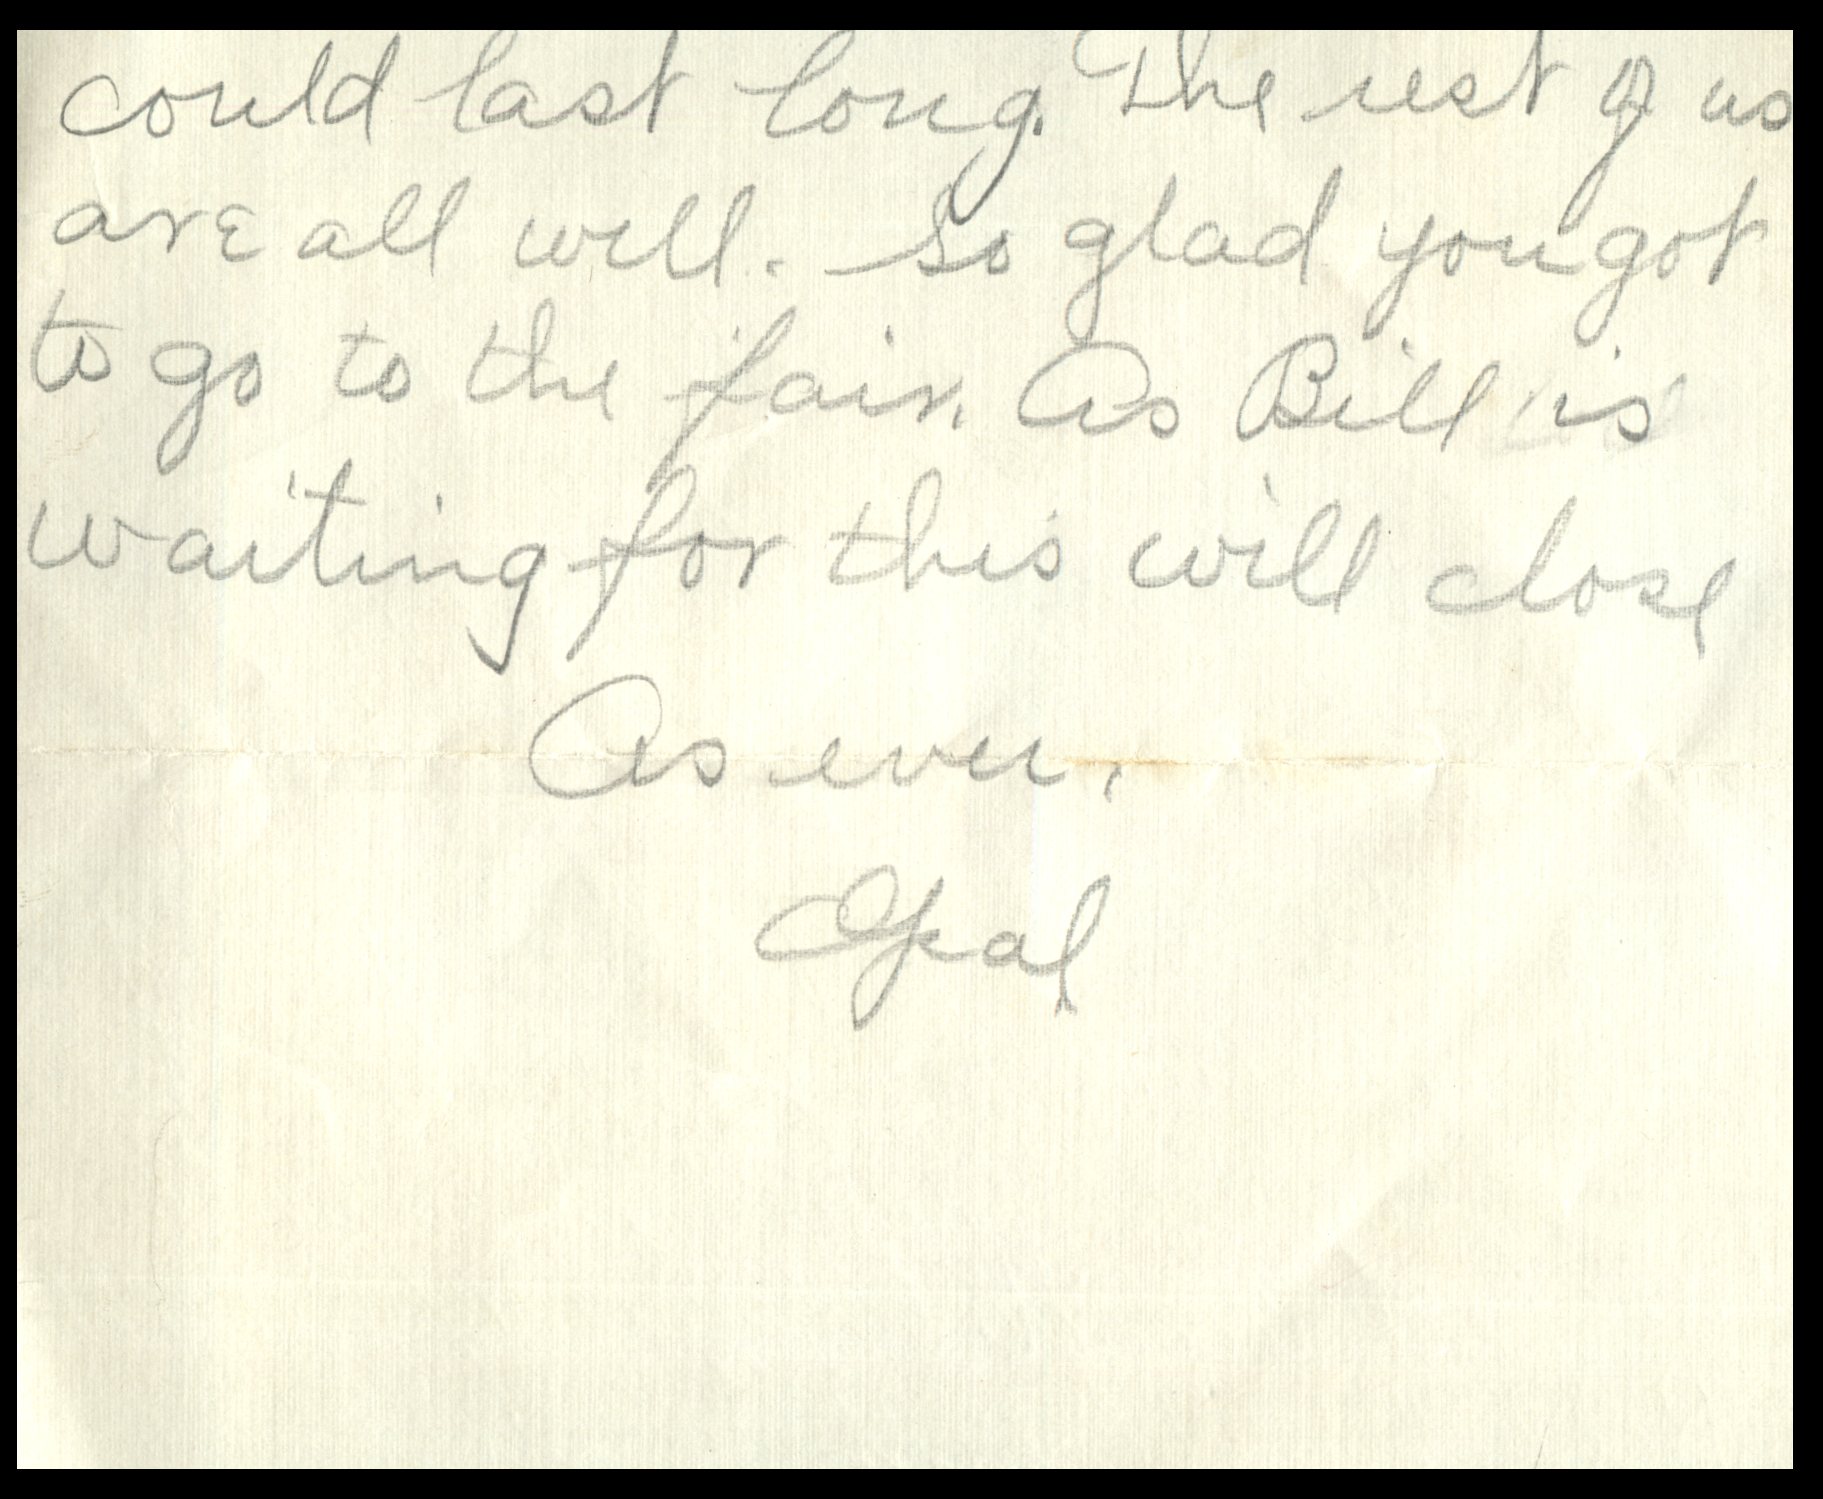 could last long. The rest of us
are all well. So glad you got
to go to the fair. As Bill is
waiting for this will close
As ever,
Opal